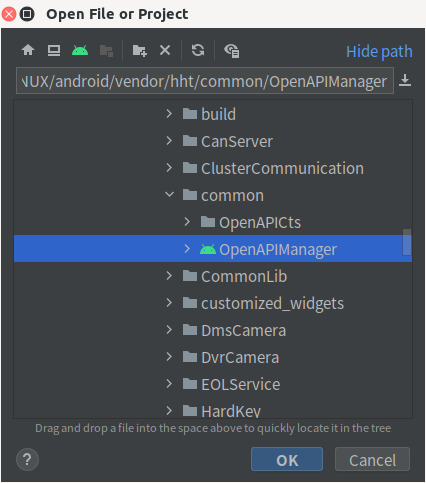 Open File or Project
Hide path
NUX/android/vendor/hht/common/OpenAPIManager
build
CanServer
ClusterCommunication
common
OpenAPICts
OpenAPIManager
CommonLib
customized_widgets
DmsCamera
DvrCamera
EOLService
HardKey
Drag and drop a file into the space above to quickly locate it in the tree
?
OK
Cancel